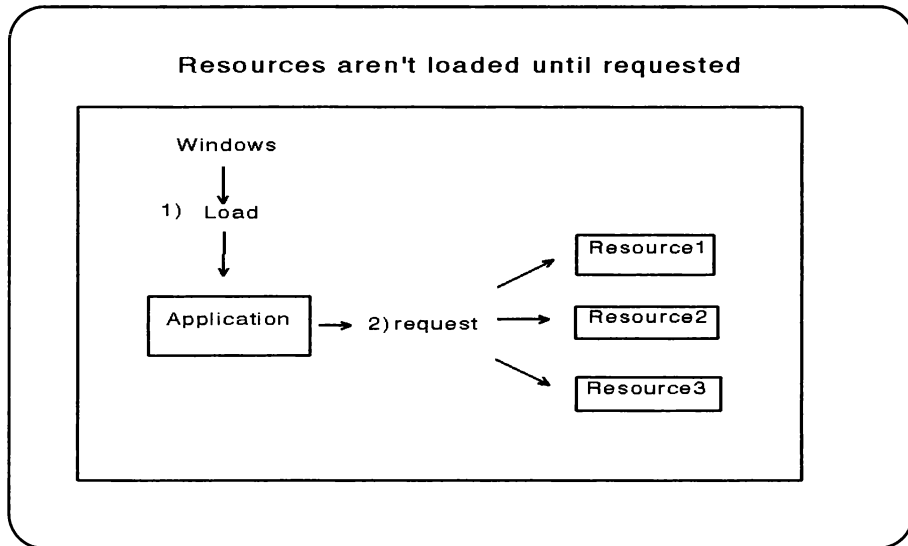 Resources aren't loaded until requested
Windows
1) Load
Application
2) request
Resource1
Resource2
Resource3